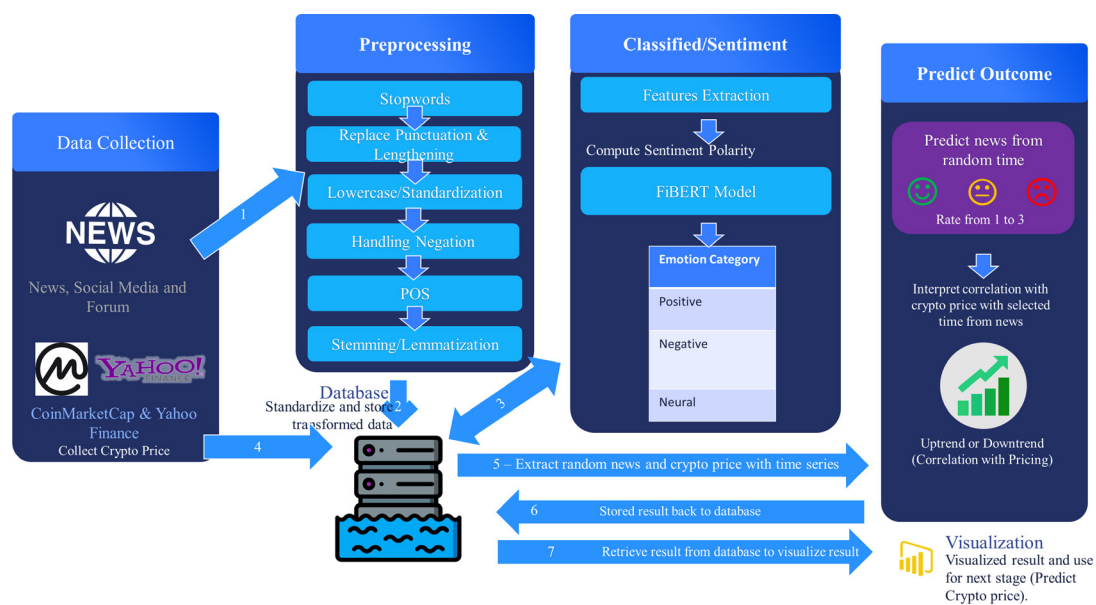 Data Collection
NEWS
News, Social Media and
Forum
YAHOO!
FINANCE
CoinMarketCap & Yahoo
Finance
Collect Crypto Price
1
Preprocessing
Stopwords
Replace Punctuation &
Lengthening
Lowercase/Standardization
Handling Negation
POS
Stemming/Lemmatization
Database
Standardize and store
transformed data
2
3
4
Classified/Sentiment
Features Extraction
Compute Sentiment Polarity
FiBERT Model
Emotion Category
Positive
Negative
Neural
Predict Outcome
Predict news from
random time
Rate from 1 to 3
Interpret correlation with
crypto price with selected
time from news
Uptrend or Downtrend
(Correlation with Pricing)
5 – Extract random news and crypto price with time series
6 Stored result back to database
7 Retrieve result from database to visualize result
Visualization
Visualized result and use
for next stage (Predict
Crypto price).